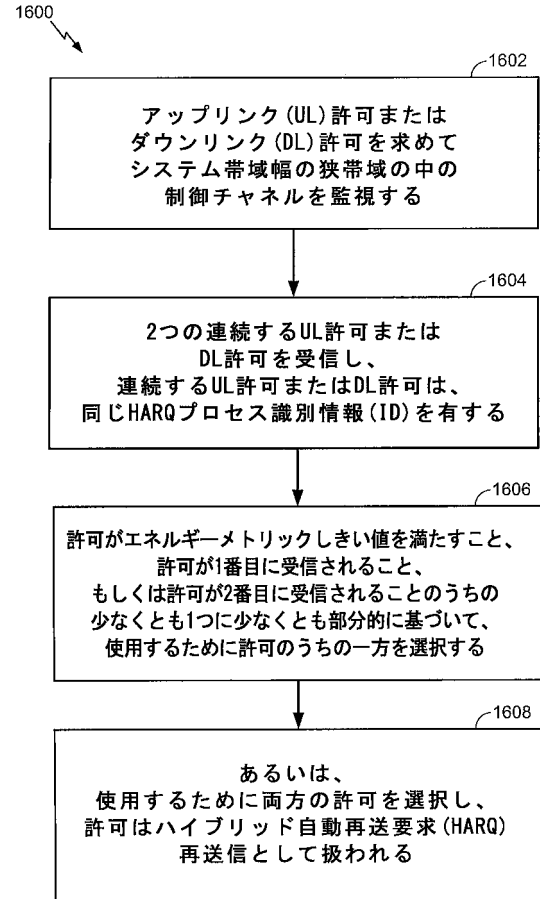 1600
1602
アップリンク(UL)許可または
ダウンリンク(DL)許可を求めて
システム帯域幅の狭帯域の中の
制御チャネルを監視する
1604
2つの連続するUL許可または
DL許可を受信し、
連続するUL許可またはDL許可は、
同じHARQプロセス識別情報(ID)を有する
1606
許可がエネルギーメトリックしきい値を満たすこと、
許可が1番目に受信されること、
もしくは許可が2番目に受信されることのうちの
少なくとも1つに少なくとも部分的に基づいて、
使用するために許可のうちの一方を選択する
1608
あるいは、
使用するために両方の許可を選択し、
許可はハイブリッド自動再送要求(HARQ)
再送信として扱われる